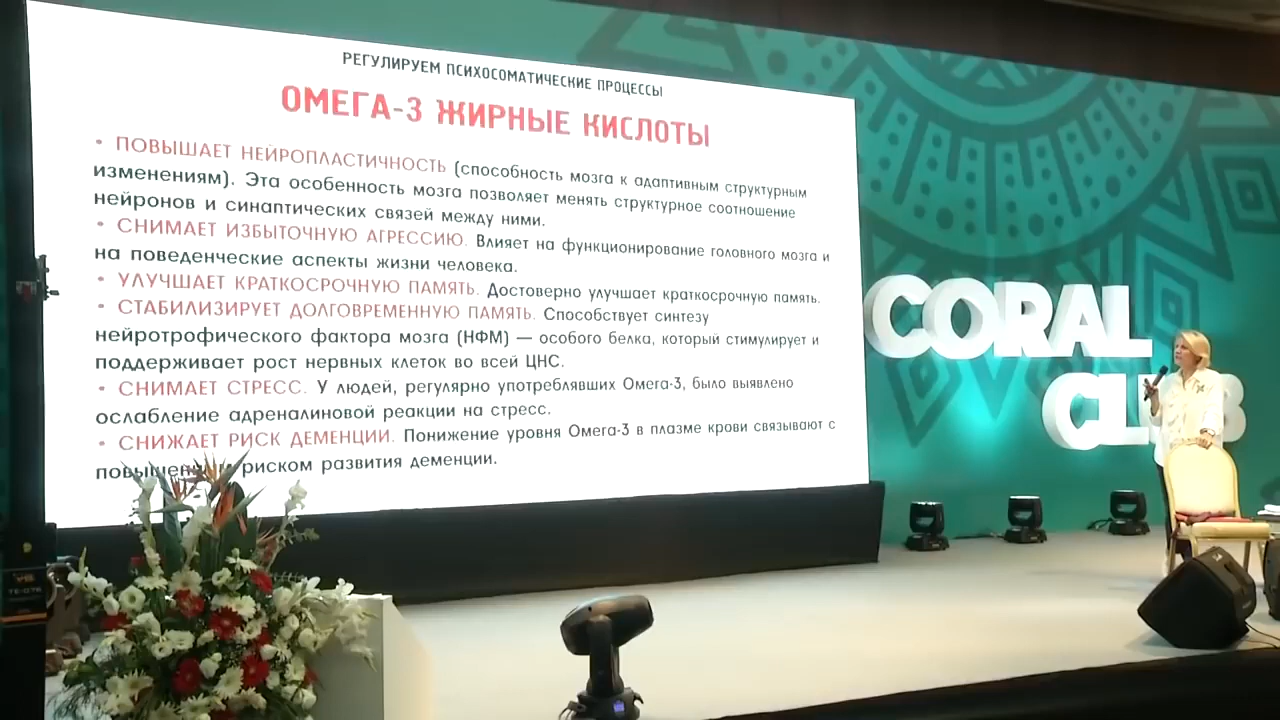 РЕГУЛИРУЕМ ПСИХОСОМАТИЧЕСКИЕ ПРОЦЕССЫ
ОМЕГА-3 ЖИРНЫЕ КИСЛОТЫ
• ПОВЫШАЕТ НЕЙРОПЛАСТИЧНОСТЬ (способность мозга к адаптивным структурным
изменениям). Эта особенность мозга позволяет менять структурное соотношение
нейронов и синаптических связей между ними.
• СНИМАЕТ ИЗБЫТОЧНУЮ АГРЕССИЮ. Влияет на функционирование головного мозга и
на поведенческие аспекты жизни человека.
• УЛУЧШАЕТ КРАТКОСРОЧНУЮ ПАМЯТЬ. Достоверно улучшает краткосрочную память.
• СТАБИЛИЗИРУЕТ ДОЛГОВРЕМЕННУЮ ПАМЯТЬ. Способствует синтезу
нейротрофического фактора мозга (НФМ) — особого белка, который стимулирует и
поддерживает рост нервных клеток во всей ЦНС.
• СНИМАЕТ СТРЕСС. У людей, регулярно употреблявших Омега-3, было выявлено
ослабление адреналиновой реакции на стресс.
• СНИЖАЕТ РИСК ДЕМЕНЦИИ. Понижение уровня Омега-3 в плазме крови связывают с
риском развития деменции.
CORAL
CLUB